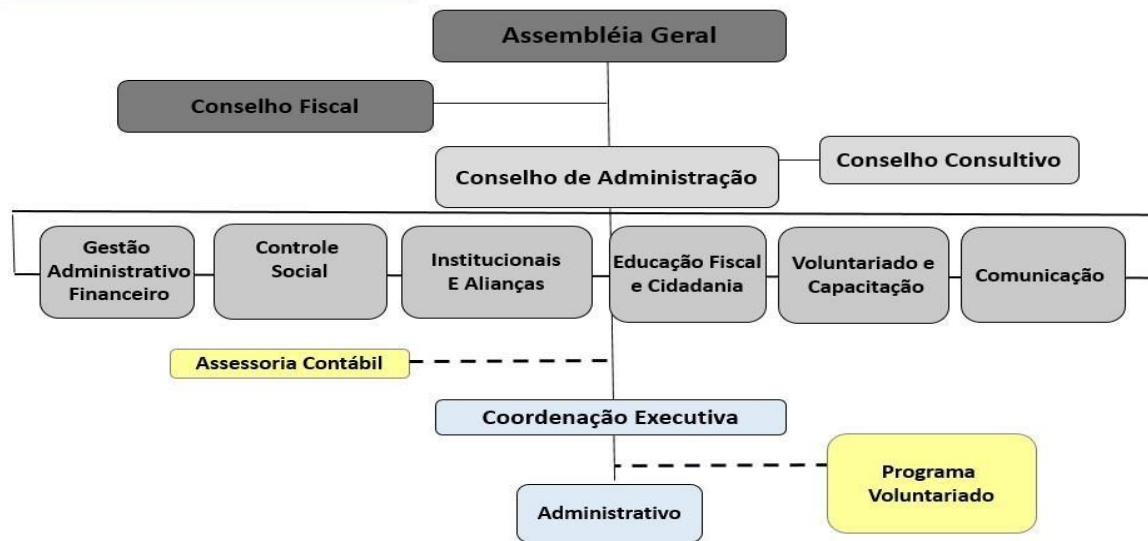 Assembléia Geral
Conselho Fiscal
Conselho de Administração
Conselho Consultivo
Gestão
Administrativo
Financeiro
Controle
Social
Institucionais
E Alianças
Educação Fiscal
e Cidadania
Voluntariado e
Capacitação
Comunicação
Assessoria Contábil
Coordenação Executiva
Programa
Voluntariado
Administrativo